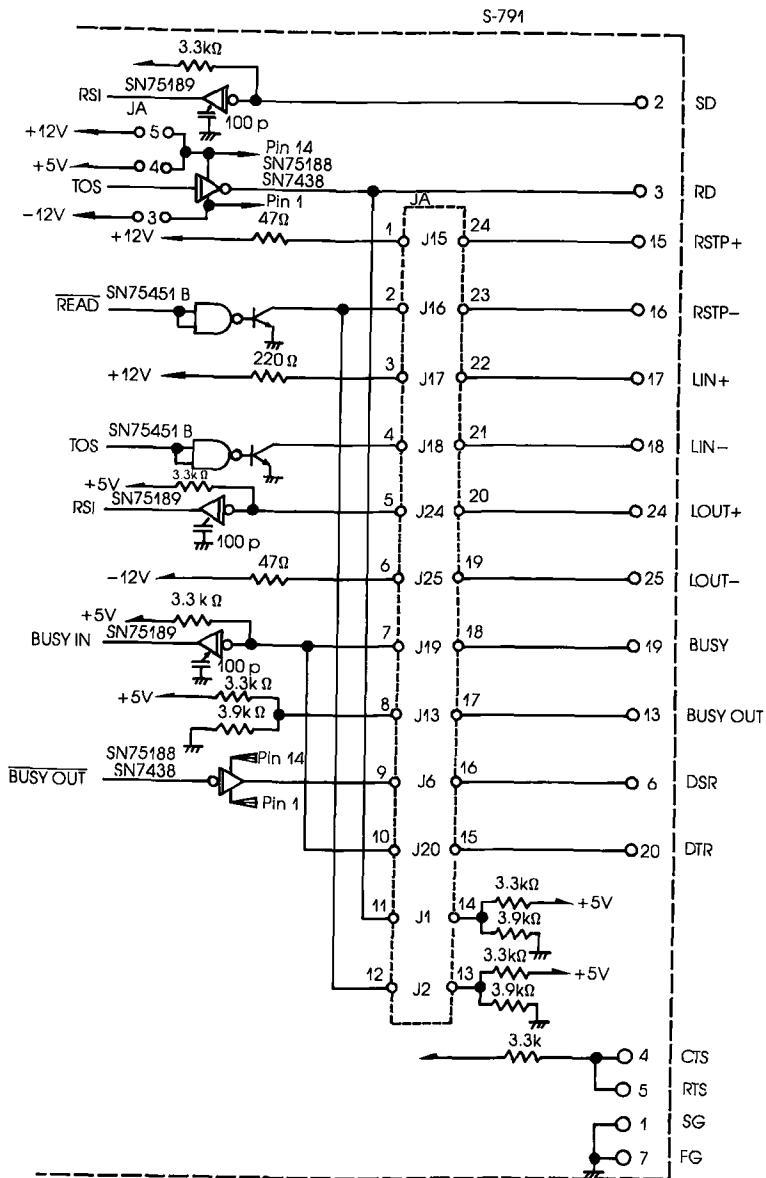 S-791
3.3kΩ
RSI SN75189 2 SD
JA 100 p
+12V 5 Pin 14
+5V 4 SN75188
TOS SN7438 3 RD
-12V 3 Pin 1 JA
+12V 47Ω 1 J15 24 15 RSTP+
READ SN75451 B 2 J16 23 16 RSTP−
220 Ω
+12V 3 J17 22 17 LIN+
TOS SN75451 B 4 J18 21 18 LIN−
+5V 3.3kΩ
RSI SN75189 5 J24 20 24 LOUT+
100 p
−12V 47Ω 6 J25 19 25 LOUT−
+5V 3.3 kΩ
BUSY IN SN75189 7 J19 18 19 BUSY
100 p
+5V 3.3kΩ 8 J13 17 13 BUSY OUT
3.9kΩ
SN75188 Pin 14
BUSY OUT SN7438 9 J6 16 6 DSR
Pin 1
10 J20 15 20 DTR
3.3kΩ +5V
11 J1 14
3.9kΩ
3.3kΩ +5V
12 J2 13
3.9kΩ
3.3k 4 CTS
5 RTS
1 SG
7 FG